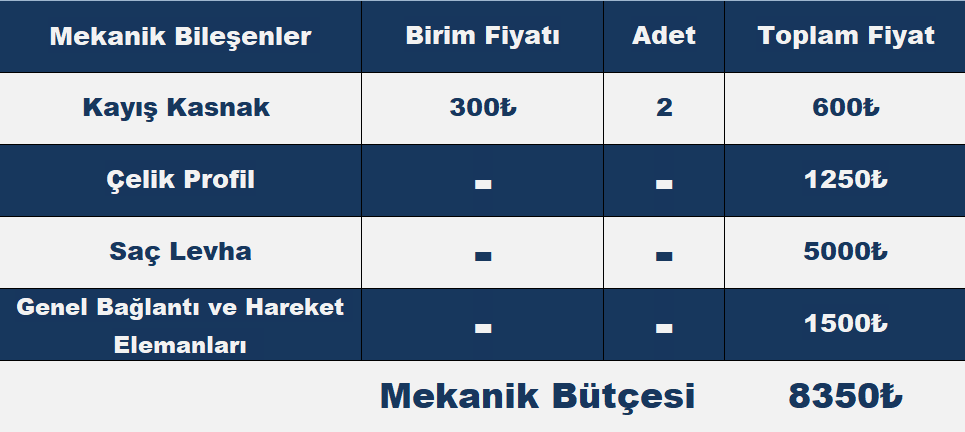 Mekanik Bileşenler Birim Fiyatı Adet Toplam Fiyat
Kayış Kasnak 300₺ 2 600₺
Çelik Profil - - 1250₺
Saç Levha - - 5000₺
Genel Bağlantı ve Hareket
Elemanları - - 1500₺
Mekanik Bütçesi 8350₺